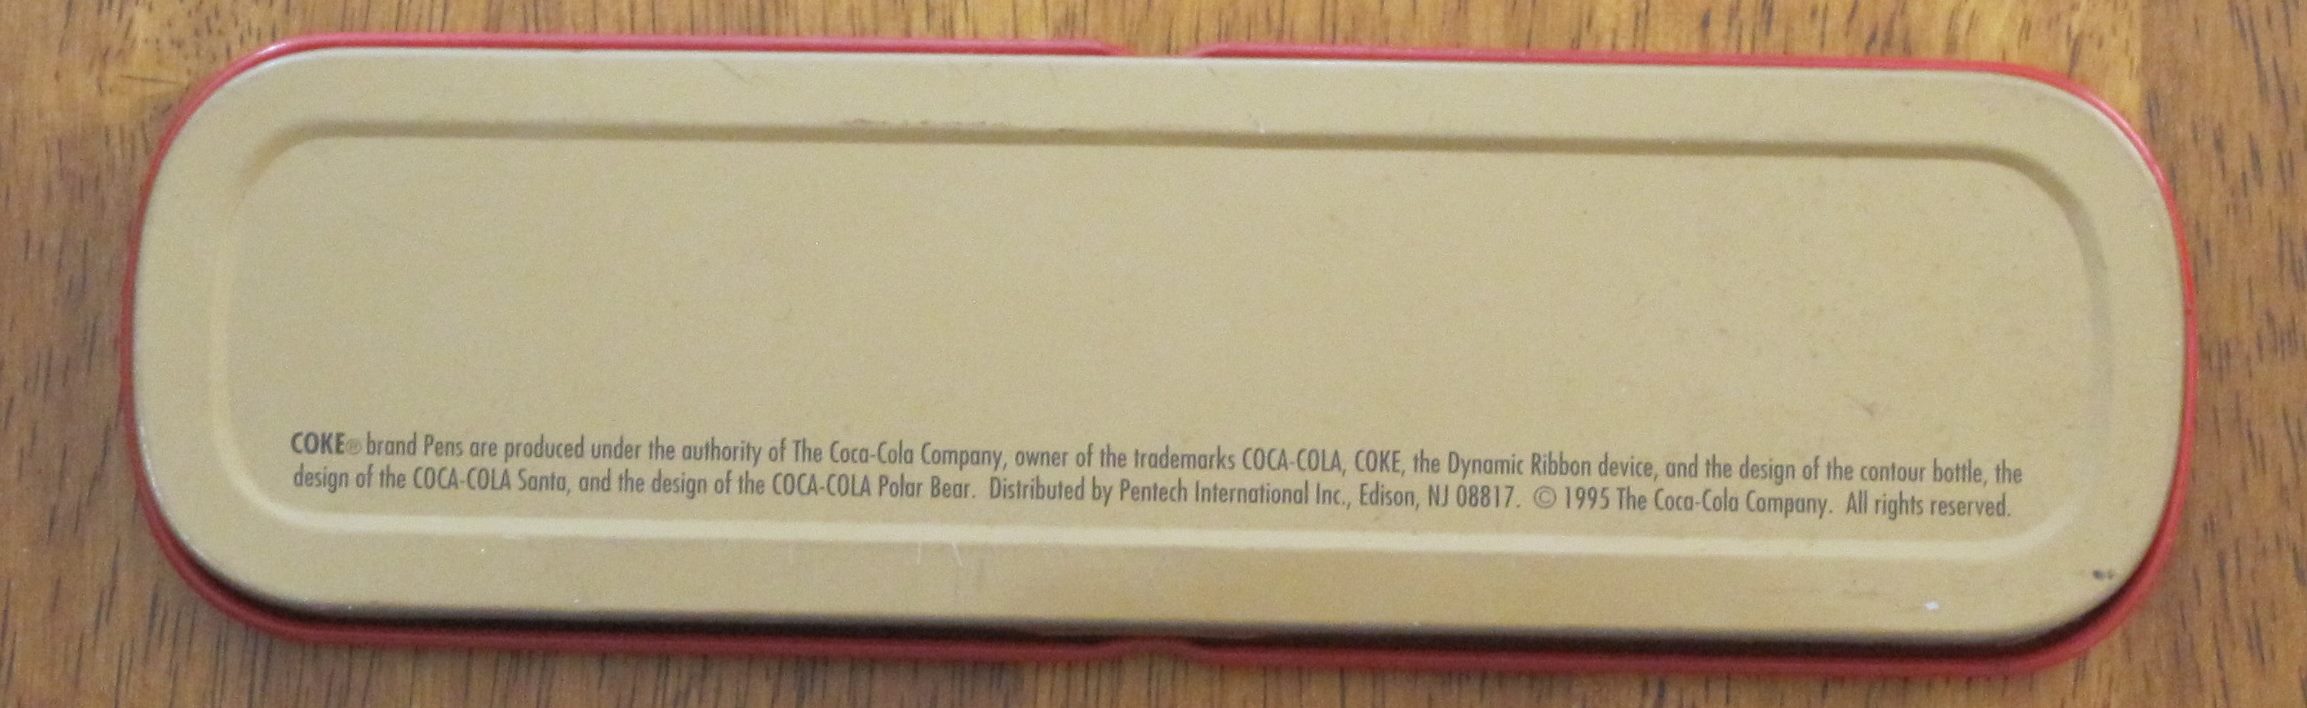 COKE® brand Pens are produced under the authority of The Coca-Cola Company, owner of the trademarks COCA-COLA, COKE, the Dynamic Ribbon device, and the design of the contour bottle, the
design of the COCA-COLA Santa, and the design of the COCA-COLA Polar Bear.  Distributed by Pentech International Inc., Edison, NJ 08817.  © 1995 The Coca-Cola Company.  All rights reserved.